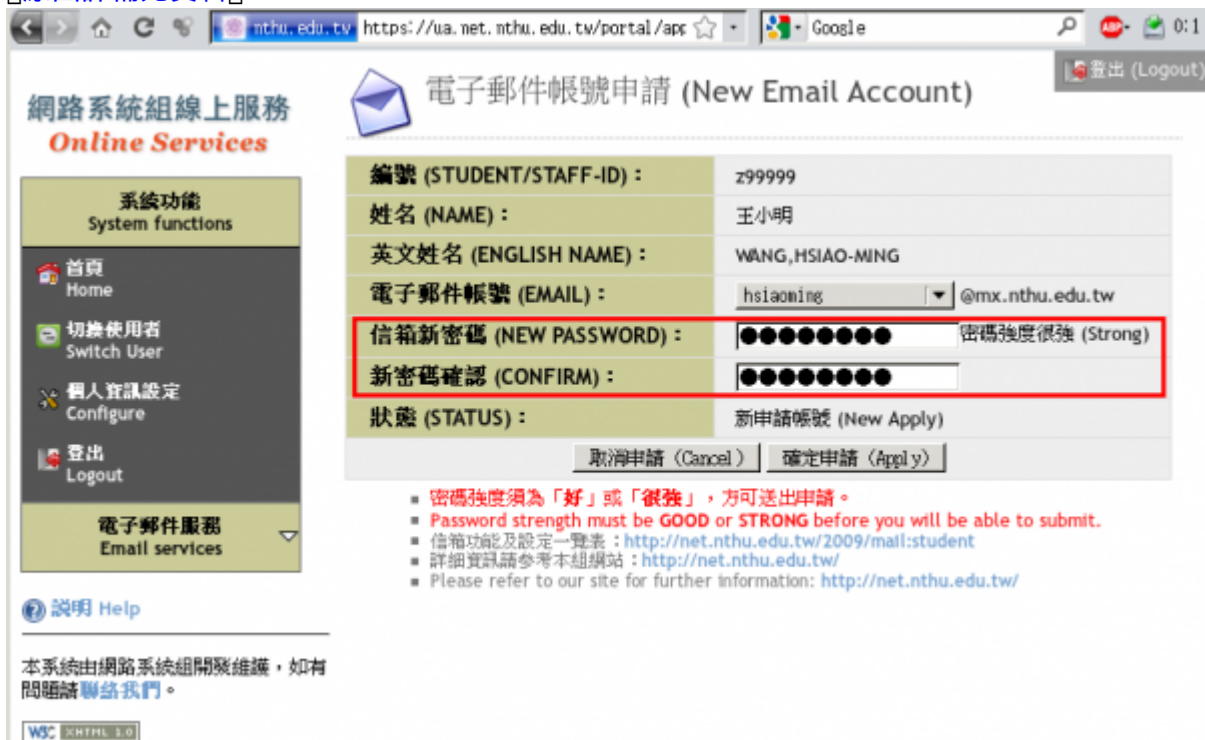 nthu.edu.tw https://ua.net.nthu.edu.tw/portal/app Google ABP 0:1
登出 (Logout)
網路系統組線上服務
Online Services
電子郵件帳號申請 (New Email Account)
系統功能
System functions
首頁
Home
切換使用者
Switch User
個人資訊設定
Configure
登出
Logout
電子郵件服務
Email services
說明 Help
本系統由網路系統組開發維護,如有
問題請聯絡我們。
W3C XHTML 1.0
編號 (STUDENT/STAFF-ID): z99999
姓名 (NAME): 王小明
英文姓名 (ENGLISH NAME): WANG,HSIAO-MING
電子郵件帳號 (EMAIL): hsiaoming @mx.nthu.edu.tw
信箱新密碼 (NEW PASSWORD): ●●●●●●●● 密碼強度很強 (Strong)
新密碼確認 (CONFIRM): ●●●●●●●●
狀態 (STATUS): 新申請帳號 (New Apply)
取消申請 (Cancel) 確定申請 (Apply)
密碼強度須為「好」或「很強」,方可送出申請。
Password strength must be GOOD or STRONG before you will be able to submit.
信箱功能及設定一覽表:http://net.nthu.edu.tw/2009/mail:student
詳細資訊請參考本組網站:http://net.nthu.edu.tw/
Please refer to our site for further information: http://net.nthu.edu.tw/